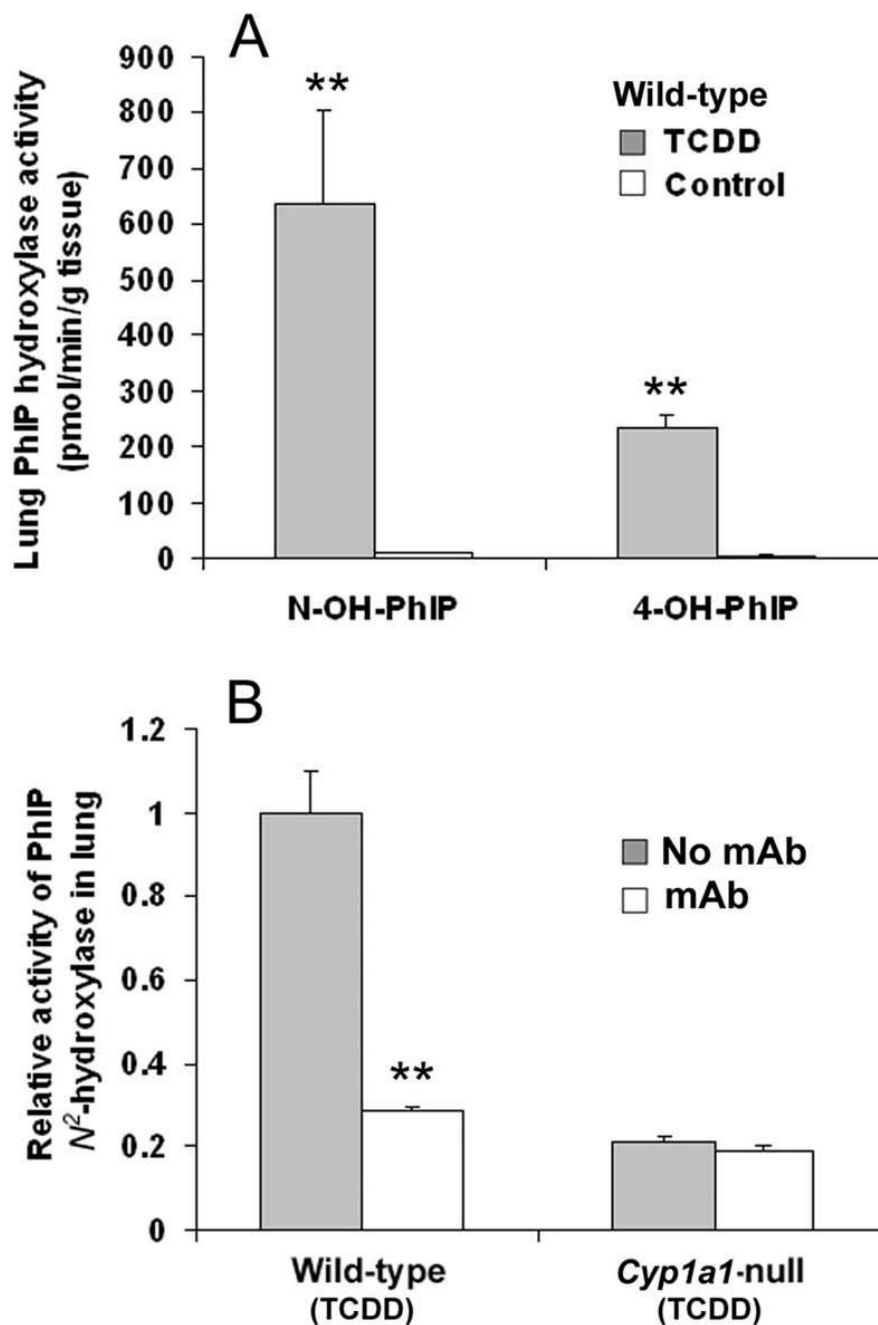 A
Lung PhIP hydroxylase activity
(pmol/min/g tissue)
900
800
700
600
500
400
300
200
100
0
**
**
Wild-type
TCDD
Control
N-OH-PhIP
4-OH-PhIP
B
Relative activity of PhIP
N²-hydroxylase in lung
1.2
1
0.8
0.6
0.4
0.2
0
**
No mAb
mAb
Wild-type
(TCDD)
Cyp1a1-null
(TCDD)